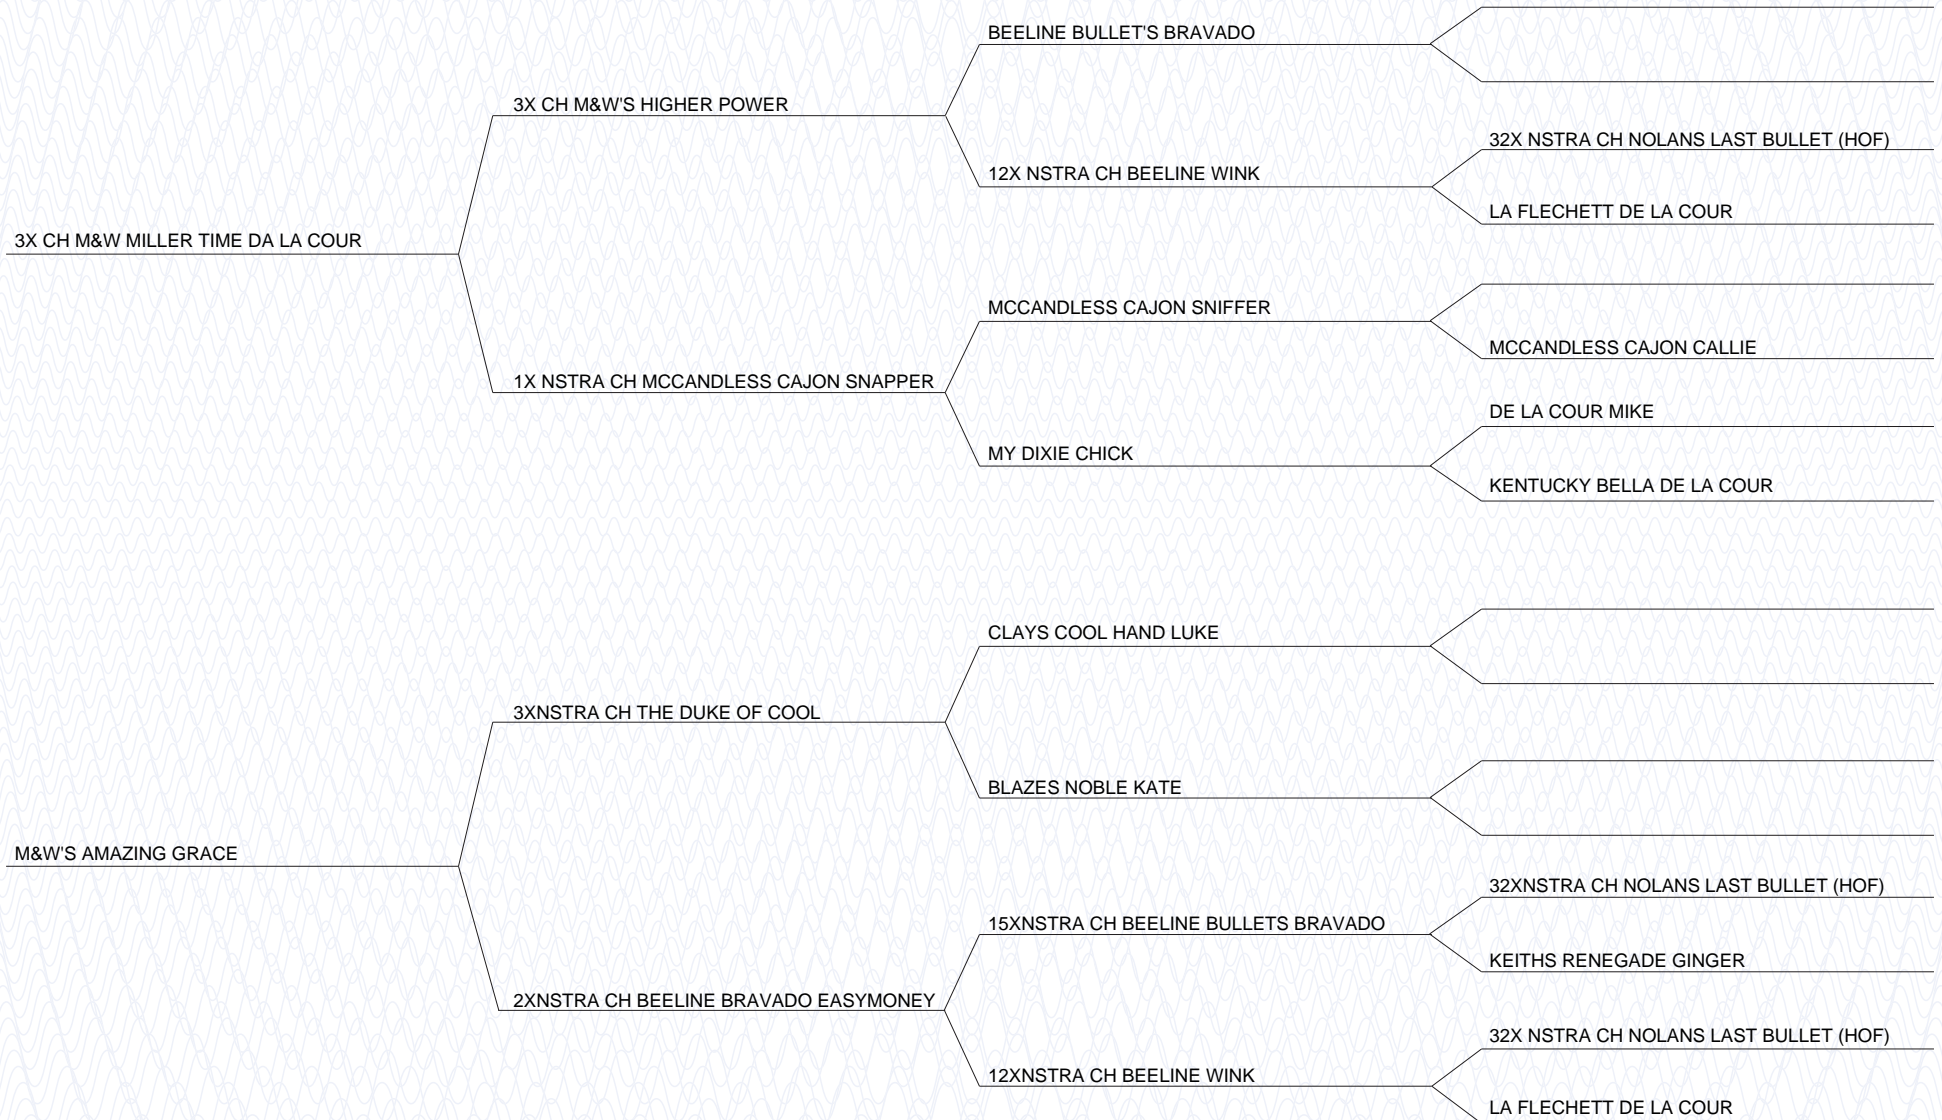 BEELINE BULLET'S BRAVADO
3X CH M&W'S HIGHER POWER
32X NSTRA CH NOLANS LAST BULLET (HOF)
12X NSTRA CH BEELINE WINK
LA FLECHETT DE LA COUR
3X CH M&W MILLER TIME DA LA COUR
MCCANDLESS CAJON SNIFFER
MCCANDLESS CAJON CALLIE
1X NSTRA CH MCCANDLESS CAJON SNAPPER
DE LA COUR MIKE
MY DIXIE CHICK
KENTUCKY BELLA DE LA COUR
CLAYS COOL HAND LUKE
3XNSTRA CH THE DUKE OF COOL
BLAZES NOBLE KATE
M&W'S AMAZING GRACE
32XNSTRA CH NOLANS LAST BULLET (HOF)
15XNSTRA CH BEELINE BULLETS BRAVADO
KEITHS RENEGADE GINGER
2XNSTRA CH BEELINE BRAVADO EASYMONEY
32X NSTRA CH NOLANS LAST BULLET (HOF)
12XNSTRA CH BEELINE WINK
LA FLECHETT DE LA COUR